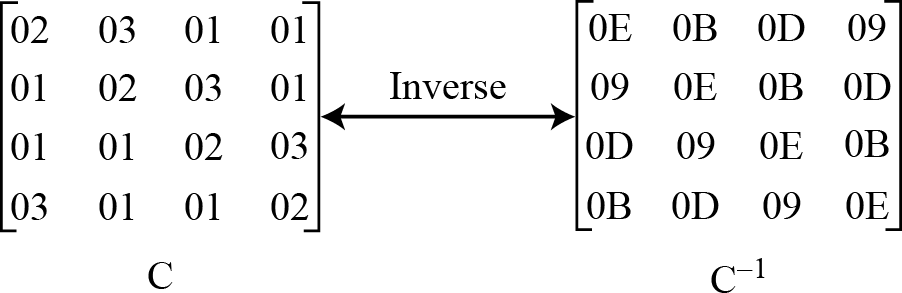 02 03 01 01
01 02 03 01
01 01 02 03
03 01 01 02
C
Inverse
0E 0B 0D 09
09 0E 0B 0D
0D 09 0E 0B
0B 0D 09 0E
C⁻¹